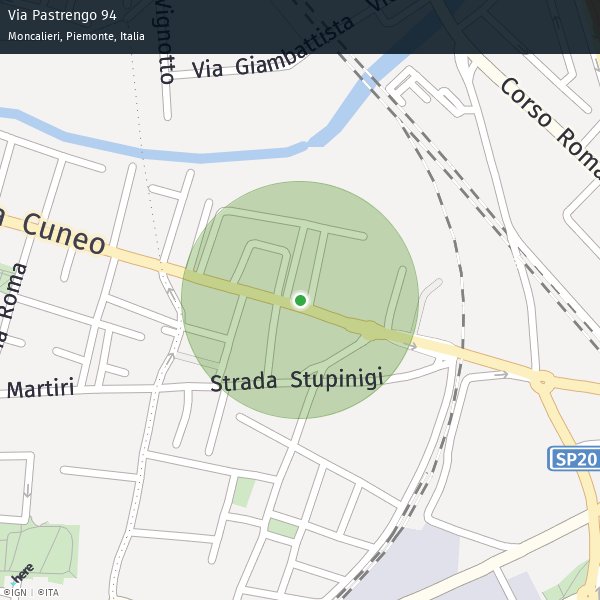 Via Pastrengo 94
Moncalieri, Piemonte, Italia
Vignotto
Via Giambattista
Corso Roma
Cuneo
Roma
Martiri
Strada Stupinigi
SP20
here
©IGN | ©ITA